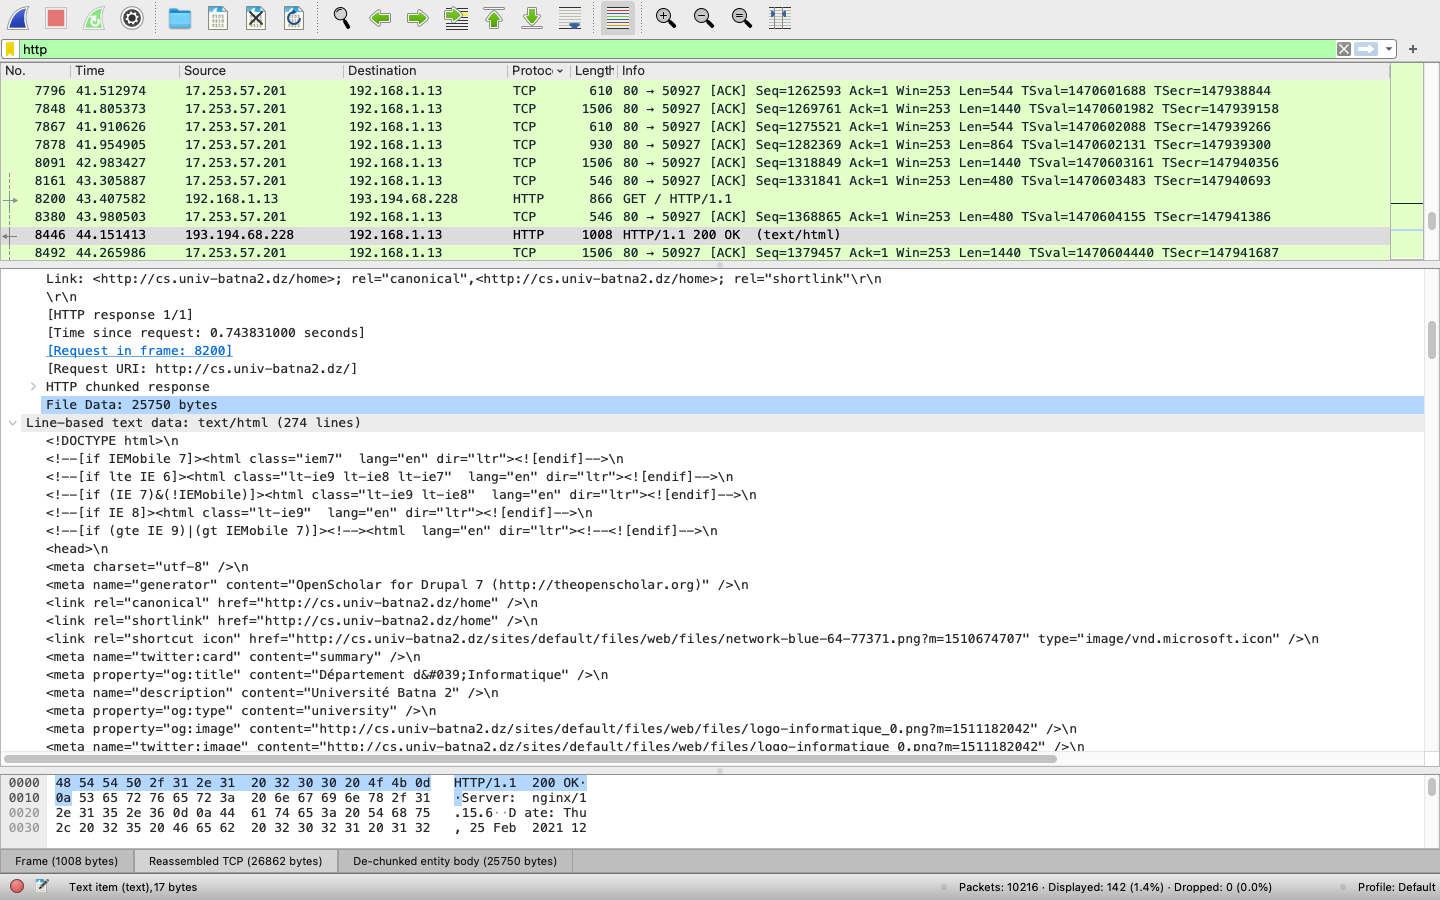 http
No. Time Source Destination Protoc Length Info
7796 41.512974 17.253.57.201 192.168.1.13 TCP 610 80 → 50927 [ACK] Seq=1262593 Ack=1 Win=253 Len=544 TSval=1470601688 TSecr=147938844
7848 41.805373 17.253.57.201 192.168.1.13 TCP 1506 80 → 50927 [ACK] Seq=1269761 Ack=1 Win=253 Len=1440 TSval=1470601982 TSecr=147939158
7867 41.910626 17.253.57.201 192.168.1.13 TCP 610 80 → 50927 [ACK] Seq=1275521 Ack=1 Win=253 Len=544 TSval=1470602088 TSecr=147939266
7878 41.954905 17.253.57.201 192.168.1.13 TCP 930 80 → 50927 [ACK] Seq=1282369 Ack=1 Win=253 Len=864 TSval=1470602131 TSecr=147939300
8091 42.983427 17.253.57.201 192.168.1.13 TCP 1506 80 → 50927 [ACK] Seq=1318849 Ack=1 Win=253 Len=1440 TSval=1470603161 TSecr=147940356
8161 43.305887 17.253.57.201 192.168.1.13 TCP 546 80 → 50927 [ACK] Seq=1331841 Ack=1 Win=253 Len=480 TSval=1470603483 TSecr=147940693
8200 43.407582 192.168.1.13 193.194.68.228 HTTP 866 GET / HTTP/1.1
8380 43.980503 17.253.57.201 192.168.1.13 TCP 546 80 → 50927 [ACK] Seq=1368865 Ack=1 Win=253 Len=480 TSval=1470604155 TSecr=147941386
8446 44.151413 193.194.68.228 192.168.1.13 HTTP 1008 HTTP/1.1 200 OK  (text/html)
8492 44.265986 17.253.57.201 192.168.1.13 TCP 1506 80 → 50927 [ACK] Seq=1379457 Ack=1 Win=253 Len=1440 TSval=1470604440 TSecr=147941687
Link: <http://cs.univ-batna2.dz/home>; rel="canonical",<http://cs.univ-batna2.dz/home>; rel="shortlink"\r\n
\r\n
[HTTP response 1/1]
[Time since request: 0.743831000 seconds]
[Request in frame: 8200]
[Request URI: http://cs.univ-batna2.dz/]
HTTP chunked response
File Data: 25750 bytes
Line-based text data: text/html (274 lines)
<!DOCTYPE html>\n
<!--[if IEMobile 7]><html class="iem7"  lang="en" dir="ltr"><![endif]-->\n
<!--[if lte IE 6]><html class="lt-ie9 lt-ie8 lt-ie7"  lang="en" dir="ltr"><![endif]-->\n
<!--[if (IE 7)&(!IEMobile)]><html class="lt-ie9 lt-ie8"  lang="en" dir="ltr"><![endif]-->\n
<!--[if IE 8]><html class="lt-ie9"  lang="en" dir="ltr"><![endif]-->\n
<!--[if (gte IE 9)|(gt IEMobile 7)]><!--><html  lang="en" dir="ltr"><!--<![endif]-->\n
<head>\n
<meta charset="utf-8" />\n
<meta name="generator" content="OpenScholar for Drupal 7 (http://theopenscholar.org)" />\n
<link rel="canonical" href="http://cs.univ-batna2.dz/home" />\n
<link rel="shortlink" href="http://cs.univ-batna2.dz/home" />\n
<link rel="shortcut icon" href="http://cs.univ-batna2.dz/sites/default/files/web/files/network-blue-64-77371.png?m=1510674707" type="image/vnd.microsoft.icon" />\n
<meta name="twitter:card" content="summary" />\n
<meta property="og:title" content="Département d&#039;Informatique" />\n
<meta name="description" content="Université Batna 2" />\n
<meta property="og:type" content="university" />\n
<meta property="og:image" content="http://cs.univ-batna2.dz/sites/default/files/web/files/logo-informatique_0.png?m=1511182042" />\n
<meta name="twitter:image" content="http://cs.univ-batna2.dz/sites/default/files/web/files/logo-informatique_0.png?m=1511182042" />\n
0000 48 54 54 50 2f 31 2e 31  20 32 30 30 20 4f 4b 0d HTTP/1.1  200 OK·
0010 0a 53 65 72 76 65 72 3a  20 6e 67 69 6e 78 2f 31 ·Server:  nginx/1
0020 2e 31 35 2e 36 0d 0a 44  61 74 65 3a 20 54 68 75 .15.6··D ate: Thu
0030 2c 20 32 35 20 46 65 62  20 32 30 32 31 20 31 32 , 25 Feb  2021 12
Frame (1008 bytes) Reassembled TCP (26862 bytes) De-chunked entity body (25750 bytes)
Text item (text), 17 bytes Packets: 10216 · Displayed: 142 (1.4%) · Dropped: 0 (0.0%) Profile: Default